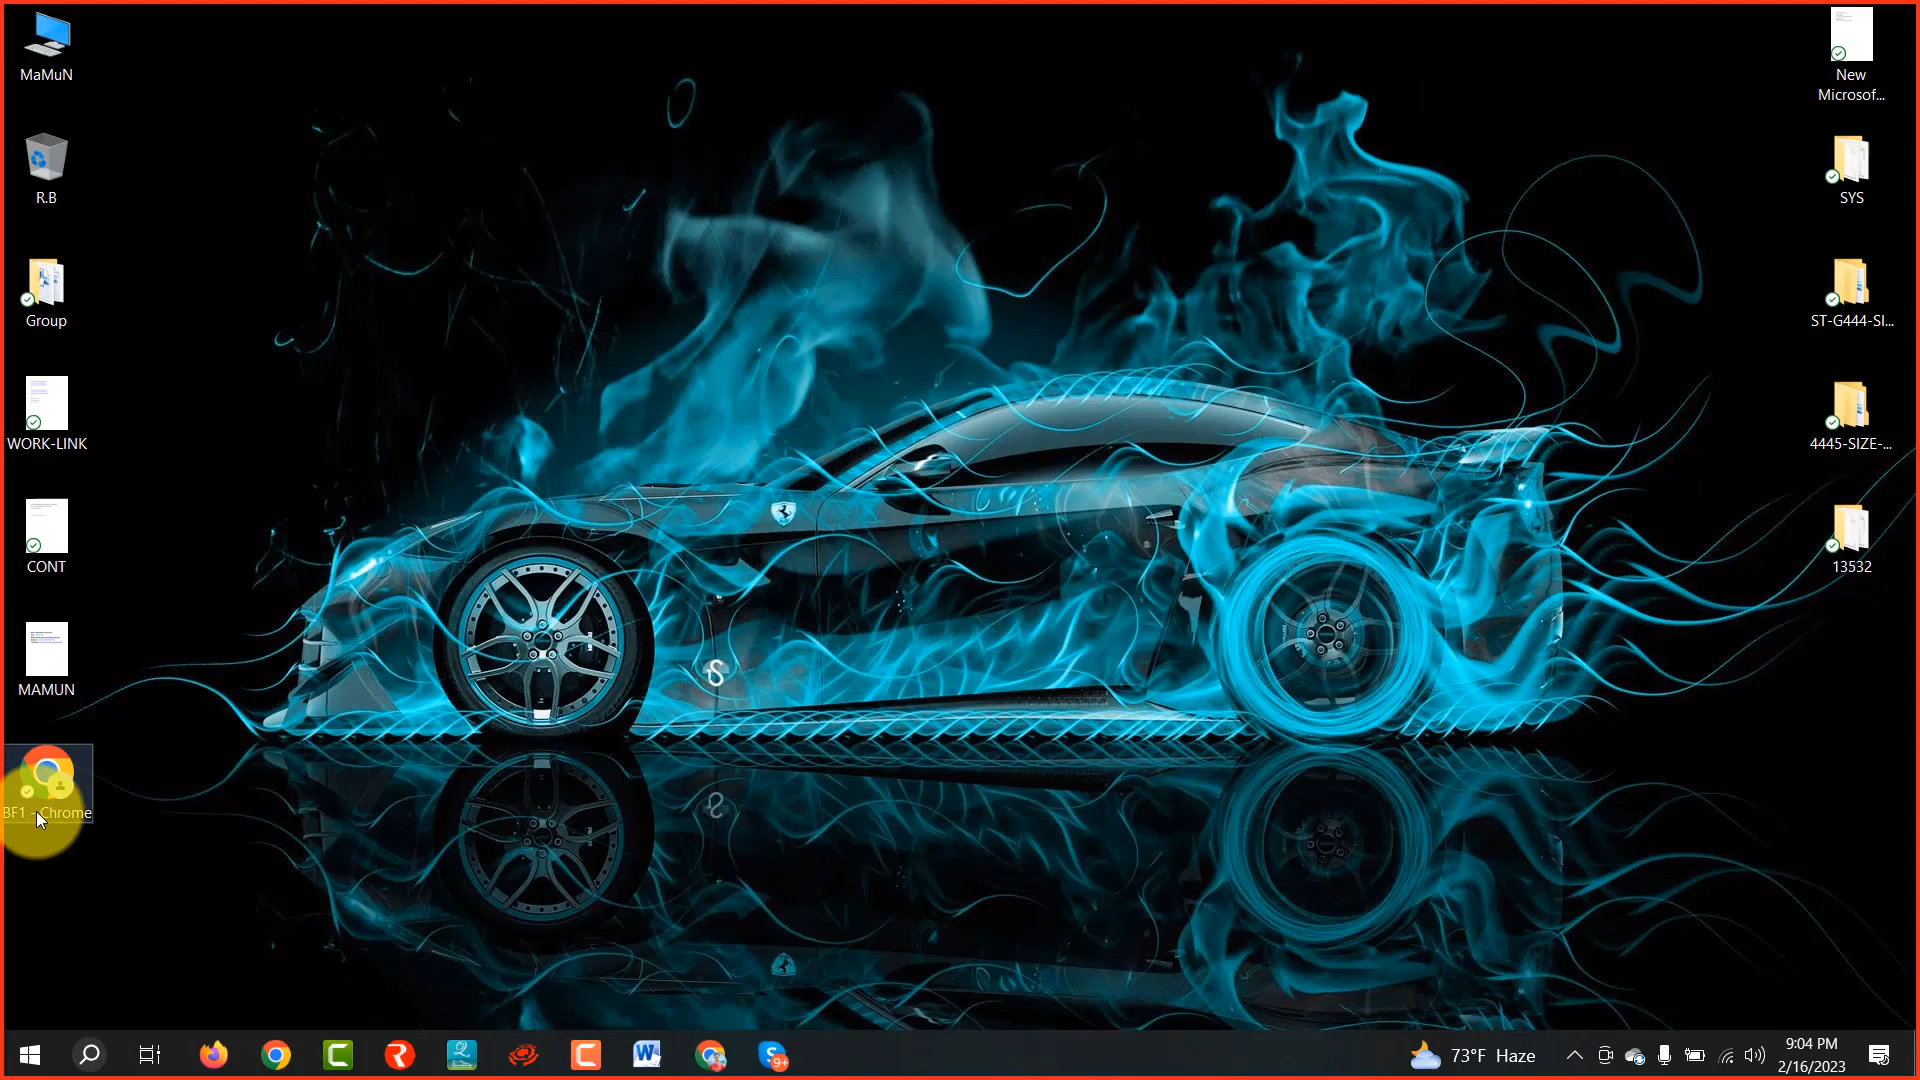 MaMuN
R.B
Group
WORK-LINK
CONT
MAMUN
BF1 - Chrome
New
Microsof...
SYS
ST-G444-SI...
4445-SIZE-...
13532
9+
73°F Haze
9:04 PM
2/16/2023